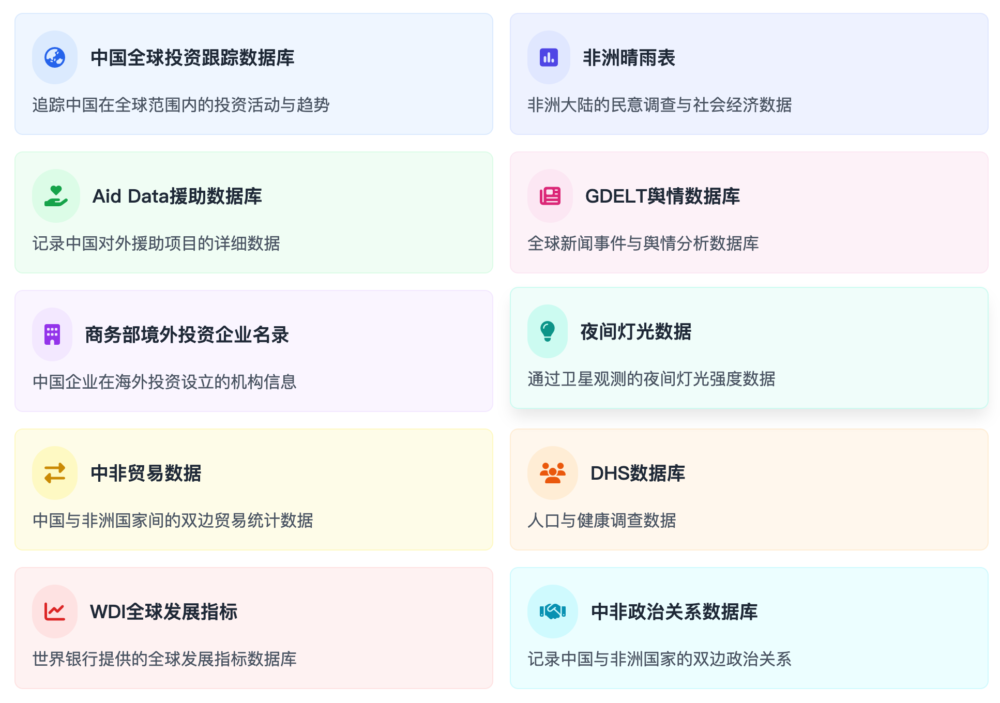 中国全球投资跟踪数据库
追踪中国在全球范围内的投资活动与趋势
非洲晴雨表
非洲大陆的民意调查与社会经济数据
Aid Data援助数据库
记录中国对外援助项目的详细数据
GDELT舆情数据库
全球新闻事件与舆情分析数据库
商务部境外投资企业名录
中国企业在海外投资设立的机构信息
夜间灯光数据
通过卫星观测的夜间灯光强度数据
中非贸易数据
中国与非洲国家间的双边贸易统计数据
DHS数据库
人口与健康调查数据
WDI全球发展指标
世界银行提供的全球发展指标数据库
中非政治关系数据库
记录中国与非洲国家的双边政治关系